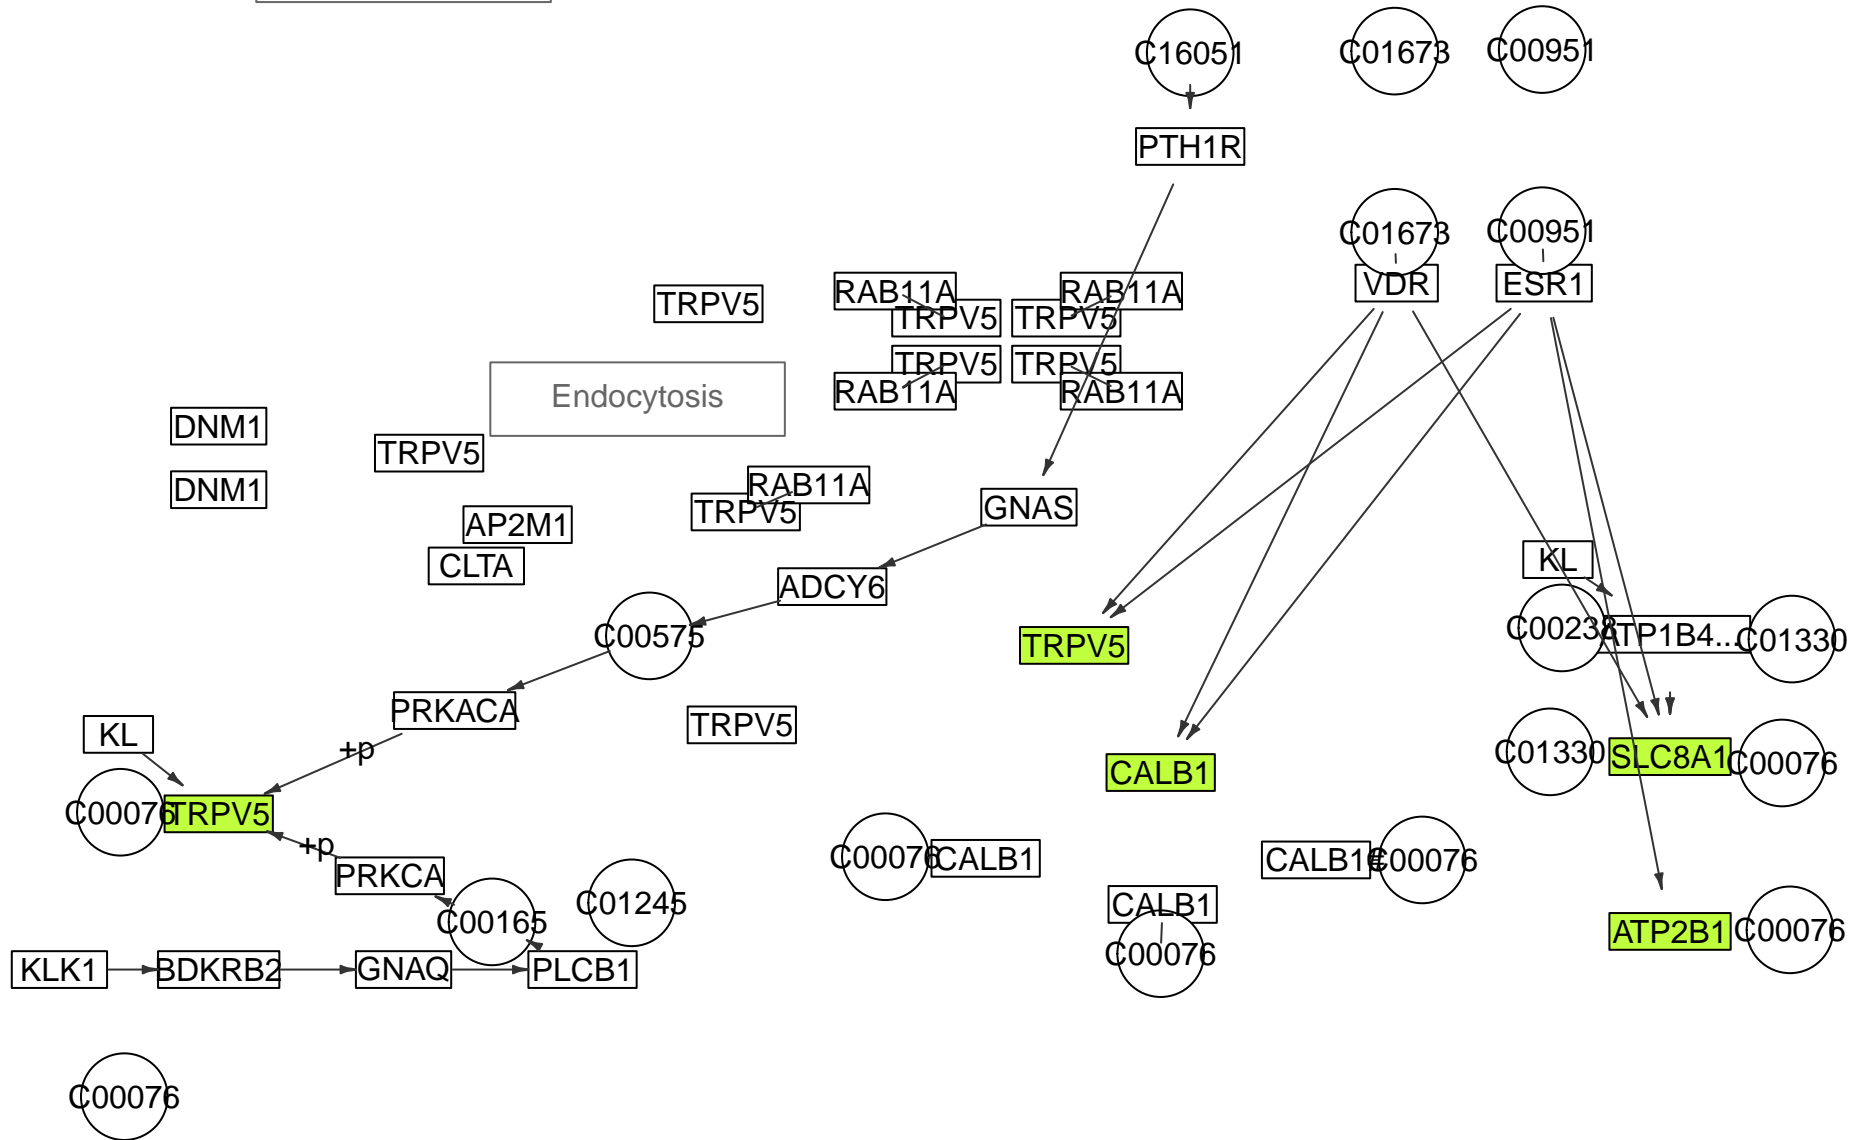 C16051
C01673
C00951
PTH1R
C01673
C00951
VDR
ESR1
RAB11A
RAB11A
TRPV5
TRPV5
TRPV5
TRPV5
TRPV5
RAB11A
RAB11A
Endocytosis
DNM1
TRPV5
DNM1
RAB11A
TRPV5
GNAS
AP2M1
CLTA
ADCY6
KL
C00575
TRPV5
C00238
ATP1B4...
C01330
PRKACA
TRPV5
KL
+p
C01330
SLC8A1
C00076
CALB1
C00076
TRPV5
+p
PRKCA
C00076
CALB1
CALB1
C00076
C01245
C00165
CALB1
C00076
ATP2B1
C00076
KLK1
BDKRB2
GNAQ
PLCB1
C00076